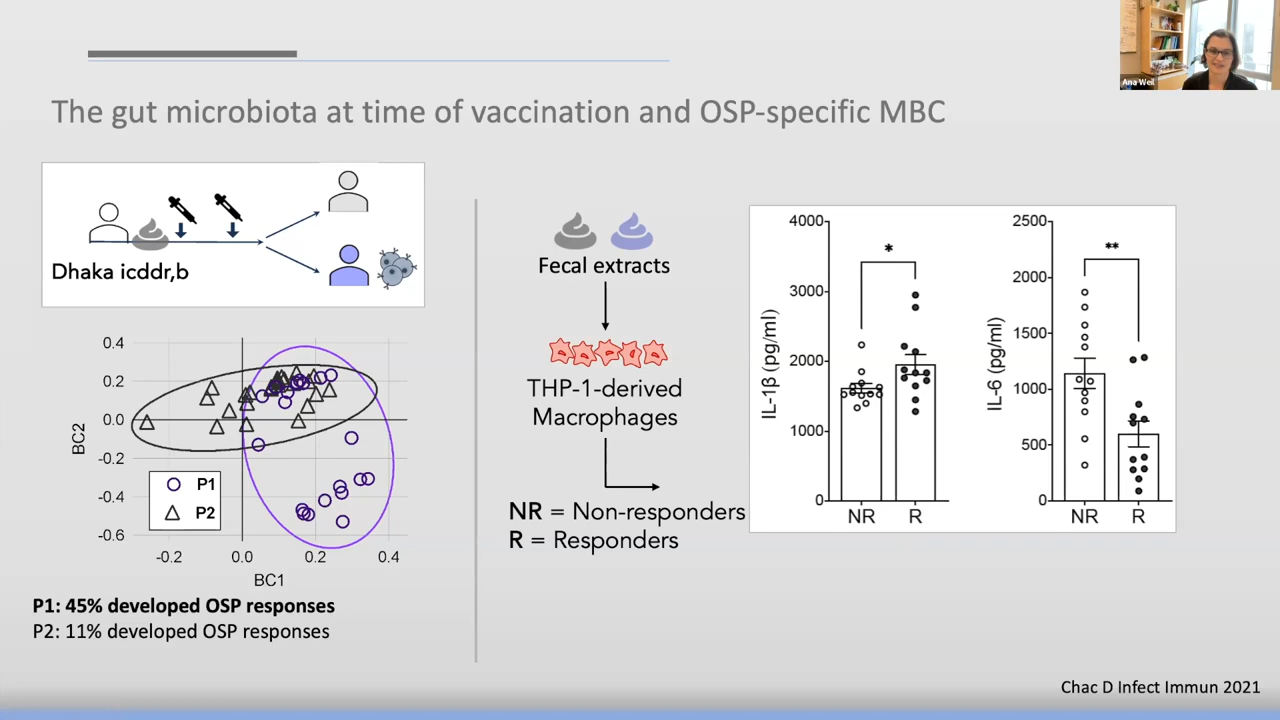 Ana Weil
The gut microbiota at time of vaccination and OSP-specific MBC
Dhaka icddr,b
0.4
0.2
0.0
-0.2
-0.4
-0.6
BC2
-0.2
0.0
0.2
0.4
BC1
P1
P2
P1: 45% developed OSP responses
P2: 11% developed OSP responses
Fecal extracts
THP-1-derived
Macrophages
NR = Non-responders
R = Responders
4000
3000
2000
1000
0
IL-1β (pg/ml)
*
NR R
2500
2000
1500
1000
500
0
IL-6 (pg/ml)
**
NR R
Chac D Infect Immun 2021